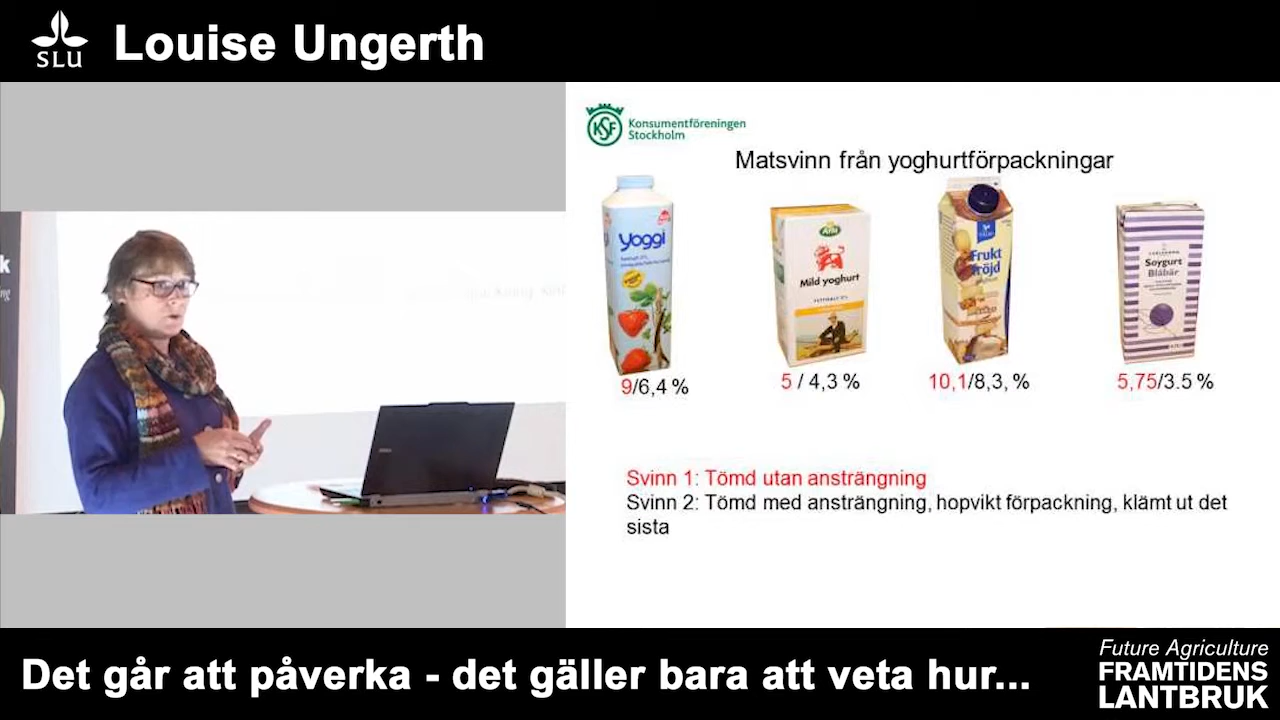 SLU
Louise Ungerth
KSF
Konsumentföreningen
Stockholm
Matsvinn från yoghurtförpackningar
Yoggi
Arla
Mild yoghurt
FETTHALT 3%
Frukt
fröjd
Soygurt
Blåbär
9/6,4 %
5 / 4,3 %
10,1/8,3, %
5,75/3.5 %
Svinn 1: Tömd utan ansträngning
Svinn 2: Tömd med ansträngning, hopvikt förpackning, klämt ut det
sista
Det går att påverka - det gäller bara att veta hur...
Future Agriculture
FRAMTIDENS
LANTBRUK